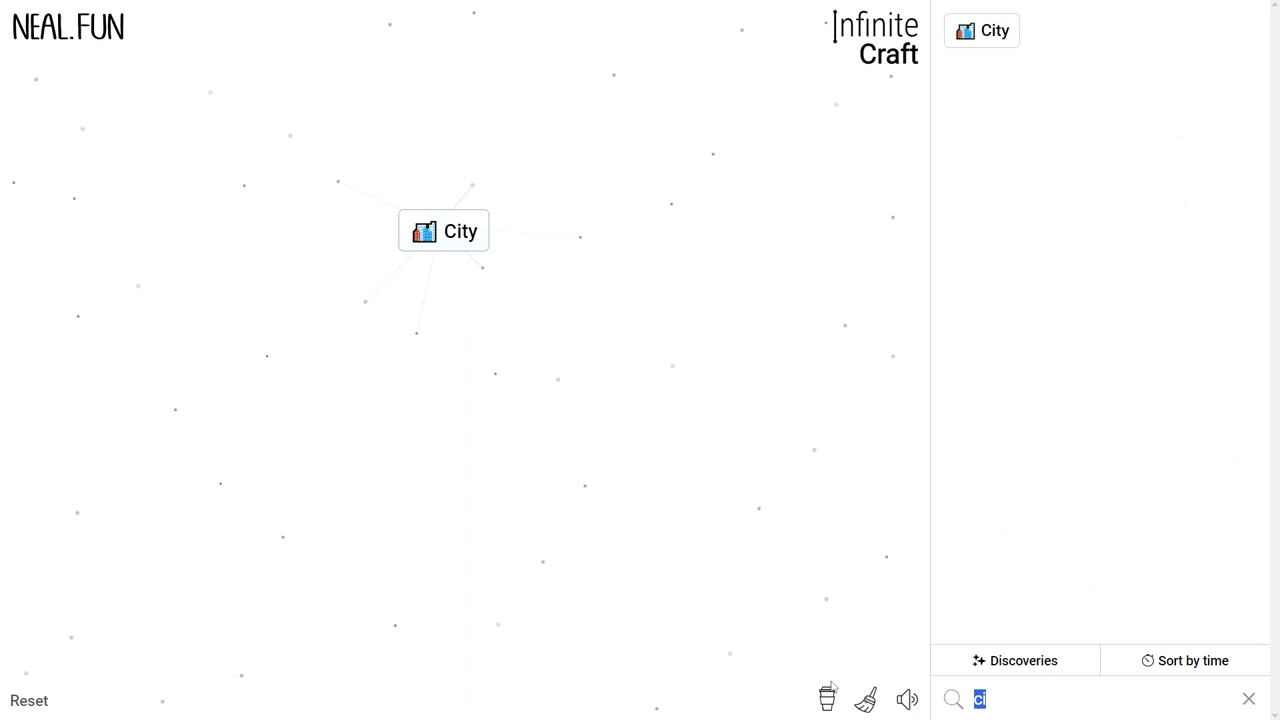 NEAL.FUN
Infinite
Craft
City
City
Discoveries
Sort by time
Reset
ci